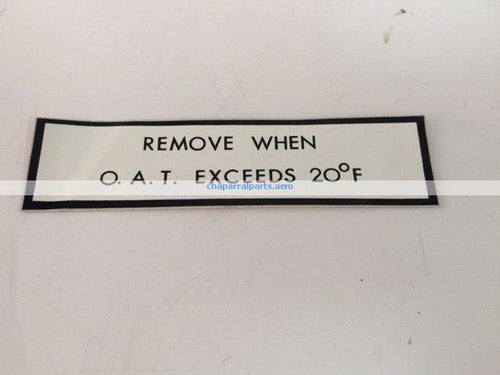 REMOVE WHEN
O. A. T. EXCEEDS 20°F
chaparralparts.aero